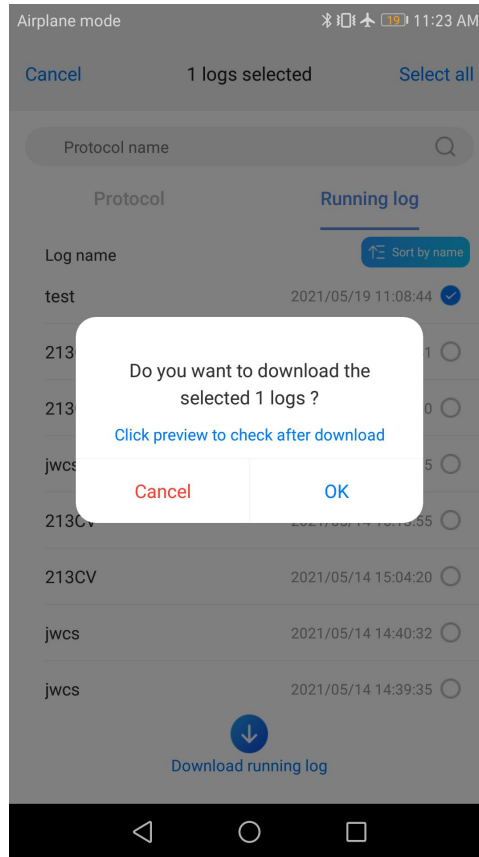 Airplane mode 19 11:23 AM
Cancel 1 logs selected Select all
Protocol name
Protocol Running log
Log name Sort by name
test 2021/05/19 11:08:44
Do you want to download the
selected 1 logs ?
Click preview to check after download
Cancel OK
213CV
213CV 2021/05/14 15:04:20
jwcs 2021/05/14 14:40:32
jwcs 2021/05/14 14:39:35
Download running log